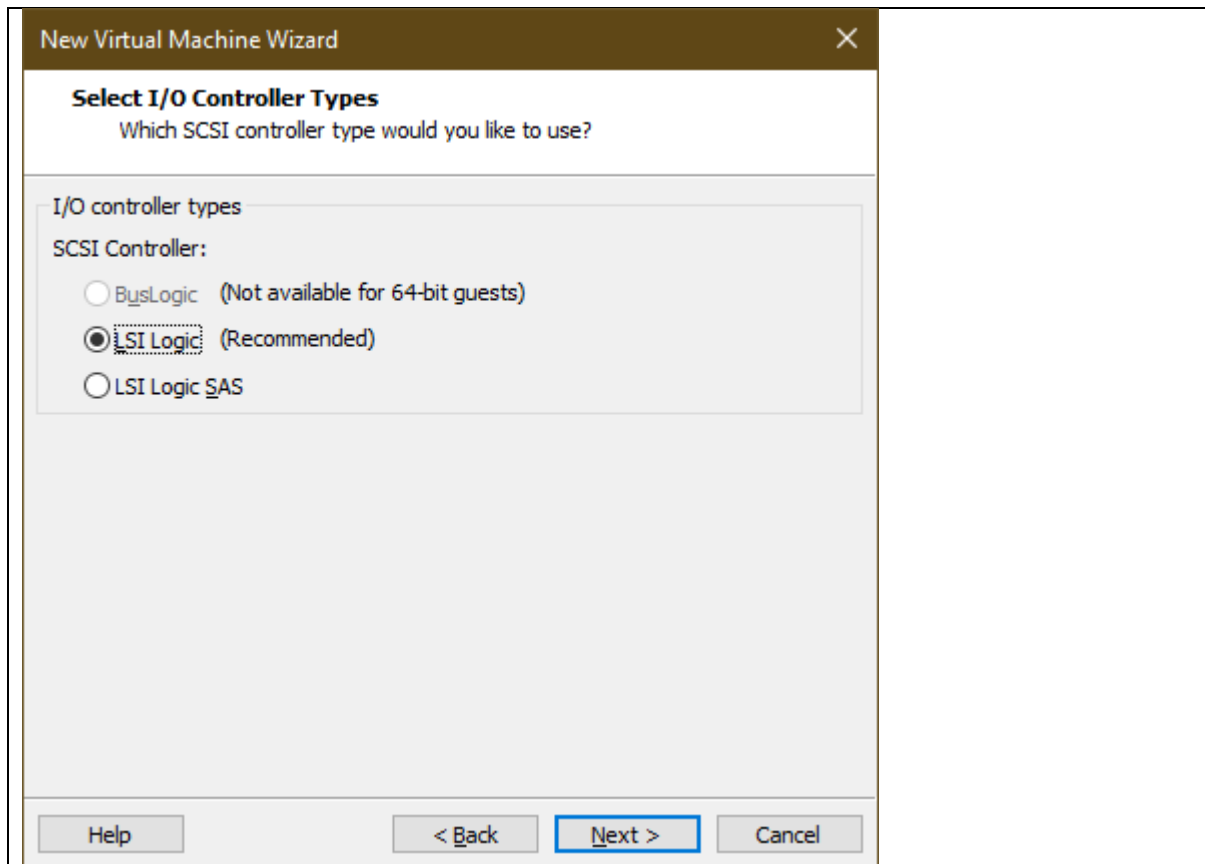 New Virtual Machine Wizard
Select I/O Controller Types
Which SCSI controller type would you like to use?
I/O controller types
SCSI Controller:
BusLogic (Not available for 64-bit guests)
LSI Logic (Recommended)
LSI Logic SAS
Help < Back Next > Cancel